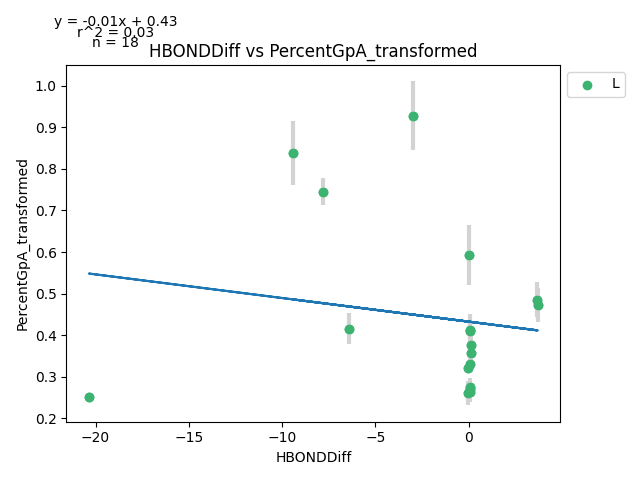 y = -0.01x + 0.43
r^2 = 0.03
n = 18
HBONDDiff vs PercentGpA_transformed
L
PercentGpA_transformed
1.0
0.9
0.8
0.7
0.6
0.5
0.4
0.3
0.2
−20
−15
−10
−5
0
HBONDDiff